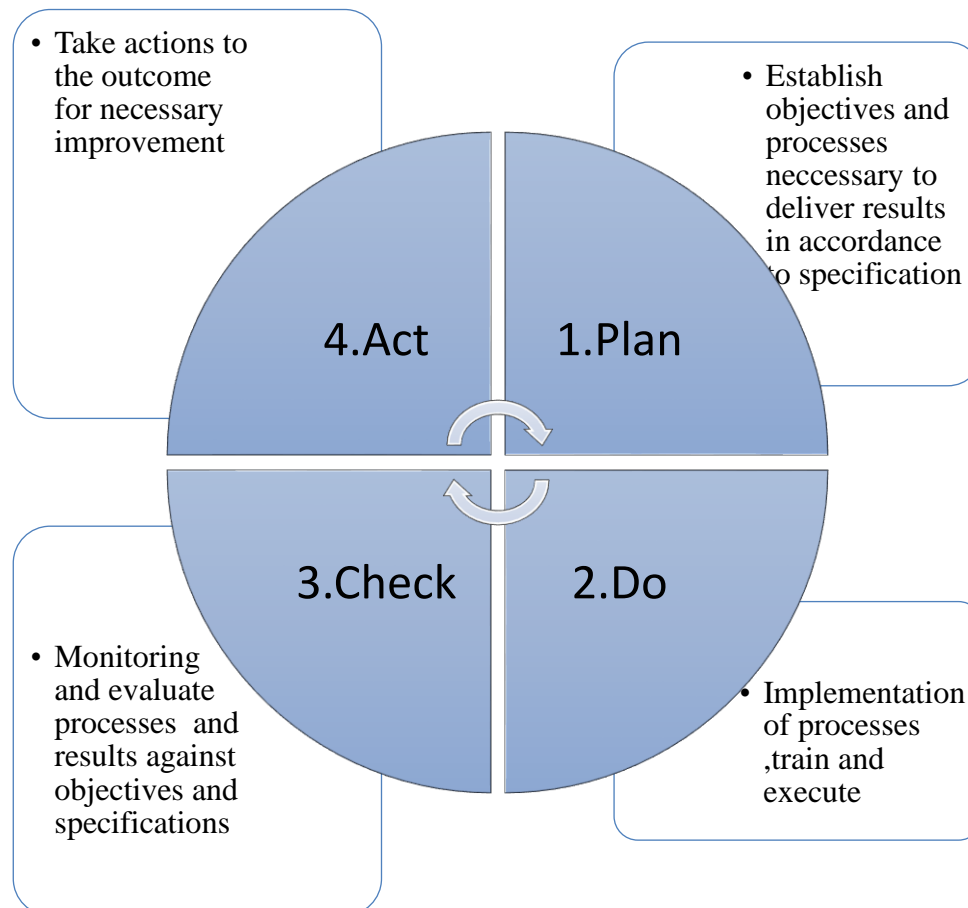 • Take actions to
the outcome
for necessary
improvement
• Establish
objectives and
processes
neccessary to
deliver results
in accordance
to specification
4.Act
1.Plan
3.Check
2.Do
• Monitoring
and evaluate
processes  and
results against
objectives and
specifications
• Implementation
of processes
,train and
execute